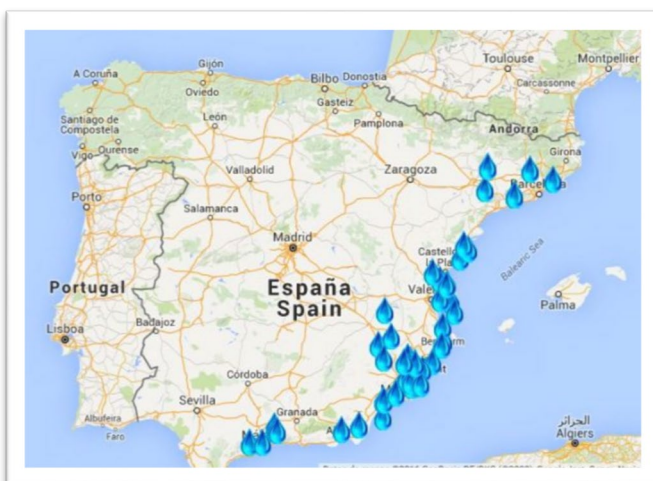 Toulouse
Montpellier
A Coruña
Gijón
Bilbo
Donostia
Oviedo
Carcassonne
Gasteiz
Santiago de
Compostela
León
Pamplona
Andorra
Vigo
Ourense
Girona
Valladolid
Zaragoza
Porto
Salamanca
Madrid
Balearic Sea
Portugal
España
Spain
Palma
Lisboa
Badajoz
Córdoba
Sevilla
Granada
Albufeira
Faro
الجزائر
Algiers